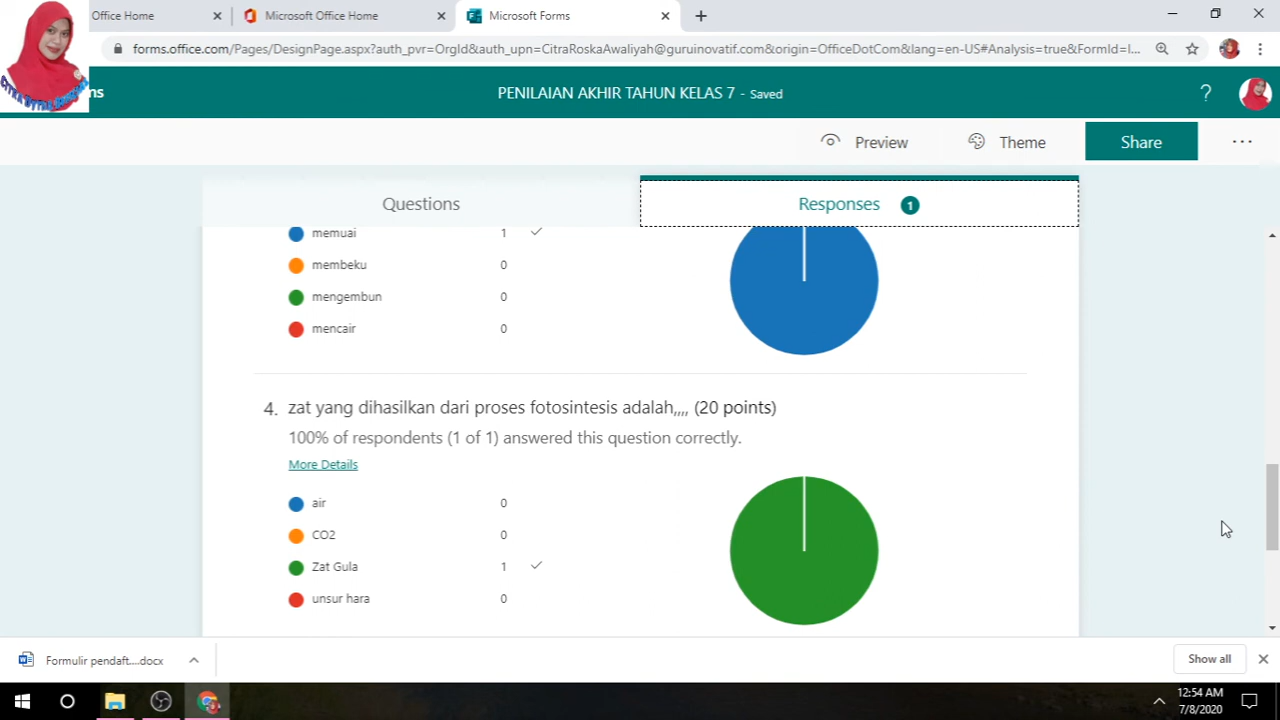 Office Home
Microsoft Office Home
Microsoft Forms
forms.office.com/Pages/DesignPage.aspx?auth_pvr=OrgId&auth_upn=CitraRoskaAwaliyah@guruinovatif.com&origin=OfficeDotCom&lang=en-US#Analysis=true&FormId=I...
ns
PENILAIAN AKHIR TAHUN KELAS 7 - Saved
?
Preview
Theme
Share
Questions
Responses 1
memuai 1
membeku 0
mengembun 0
mencair 0
4. zat yang dihasilkan dari proses fotosintesis adalah,,,, (20 points)
100% of respondents (1 of 1) answered this question correctly.
More Details
air 0
CO2 0
Zat Gula 1
unsur hara 0
Formulir pendaft....docx
Show all
12:54 AM
7/8/2020